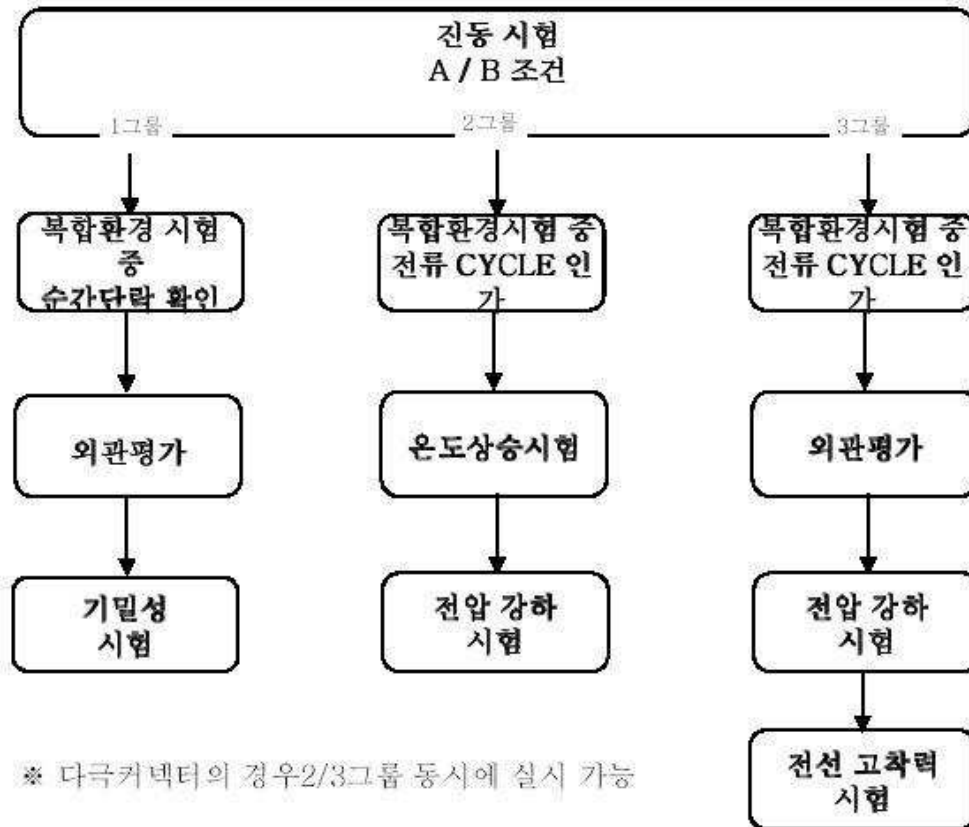 진동 시험
A / B 조건
1그룹
2그룹
3그룹
복합환경 시험
중
순간단락 확인
복합환경시험 중
전류 CYCLE 인
가
복합환경시험 중
전류 CYCLE 인
가
외관평가
온도상승시험
외관평가
기밀성
시험
전압 강하
시험
전압 강하
시험
전선 고착력
시험
※ 다극커넥터의 경우2/3그룹 동시에 실시 가능